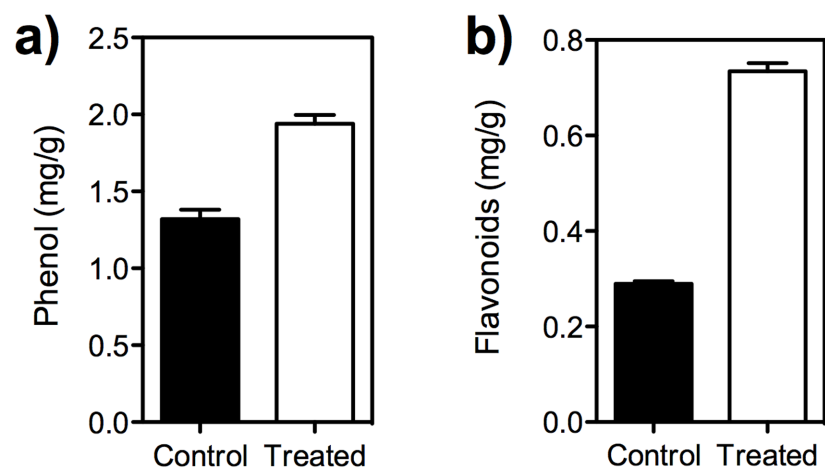 a)
Phenol (mg/g)
2.5
2.0
1.5
1.0
0.5
0.0
Control Treated
b)
Flavonoids (mg/g)
0.8
0.6
0.4
0.2
0.0
Control Treated